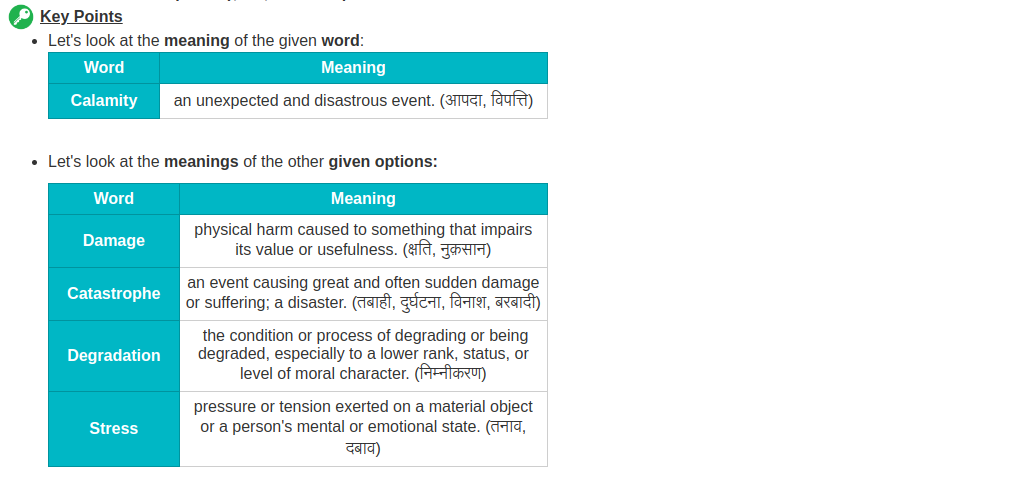 Key Points
Let's look at the meaning of the given word:
Word Meaning
Calamity an unexpected and disastrous event. (आपदा, विपत्ति)
Let's look at the meanings of the other given options:
Word Meaning
Damage
physical harm caused to something that impairs
its value or usefulness. (क्षति, नुक़सान)
Catastrophe
an event causing great and often sudden damage
or suffering; a disaster. (तबाही, दुर्घटना, विनाश, बरबादी)
Degradation
the condition or process of degrading or being
degraded, especially to a lower rank, status, or
level of moral character. (निम्नीकरण)
Stress
pressure or tension exerted on a material object
or a person's mental or emotional state. (तनाव,
दबाव)